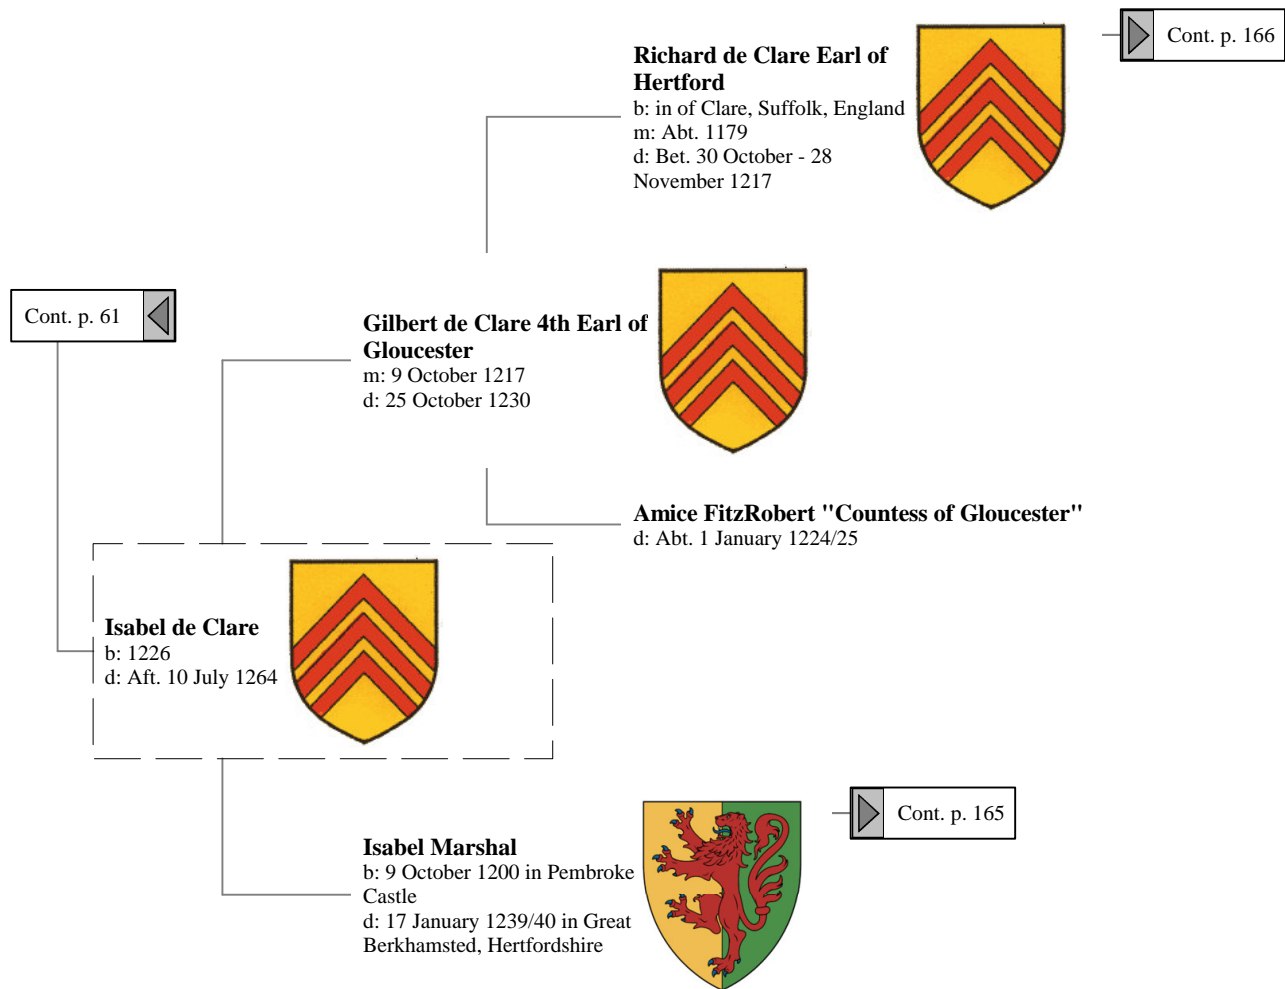 Cont. p. 166
Richard de Clare Earl of
Hertford
b: in of Clare, Suffolk, England
m: Abt. 1179
d: Bet. 30 October - 28
November 1217
Cont. p. 61
Gilbert de Clare 4th Earl of
Gloucester
m: 9 October 1217
d: 25 October 1230
Amice FitzRobert "Countess of Gloucester"
d: Abt. 1 January 1224/25
Isabel de Clare
b: 1226
d: Aft. 10 July 1264
Cont. p. 165
Isabel Marshal
b: 9 October 1200 in Pembroke
Castle
d: 17 January 1239/40 in Great
Berkhamsted, Hertfordshire